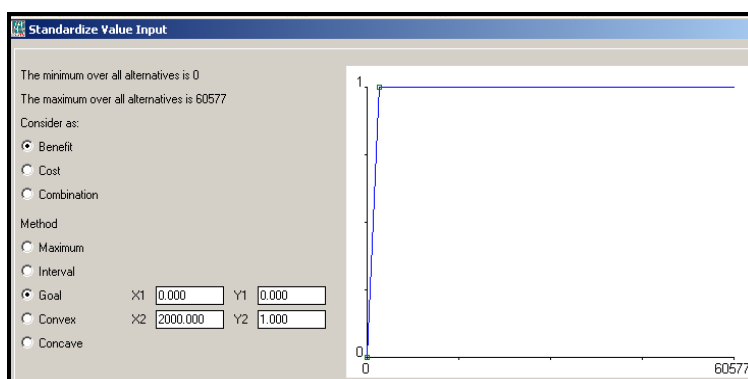 Standardize Value Input
The minimum over all alternatives is 0
The maximum over all alternatives is 60577
Consider as:
Benefit
Cost
Combination
Method
Maximum
Interval
Goal X1 0.000 Y1 0.000
Convex X2 2000.000 Y2 1.000
Concave
1
0
0 60577